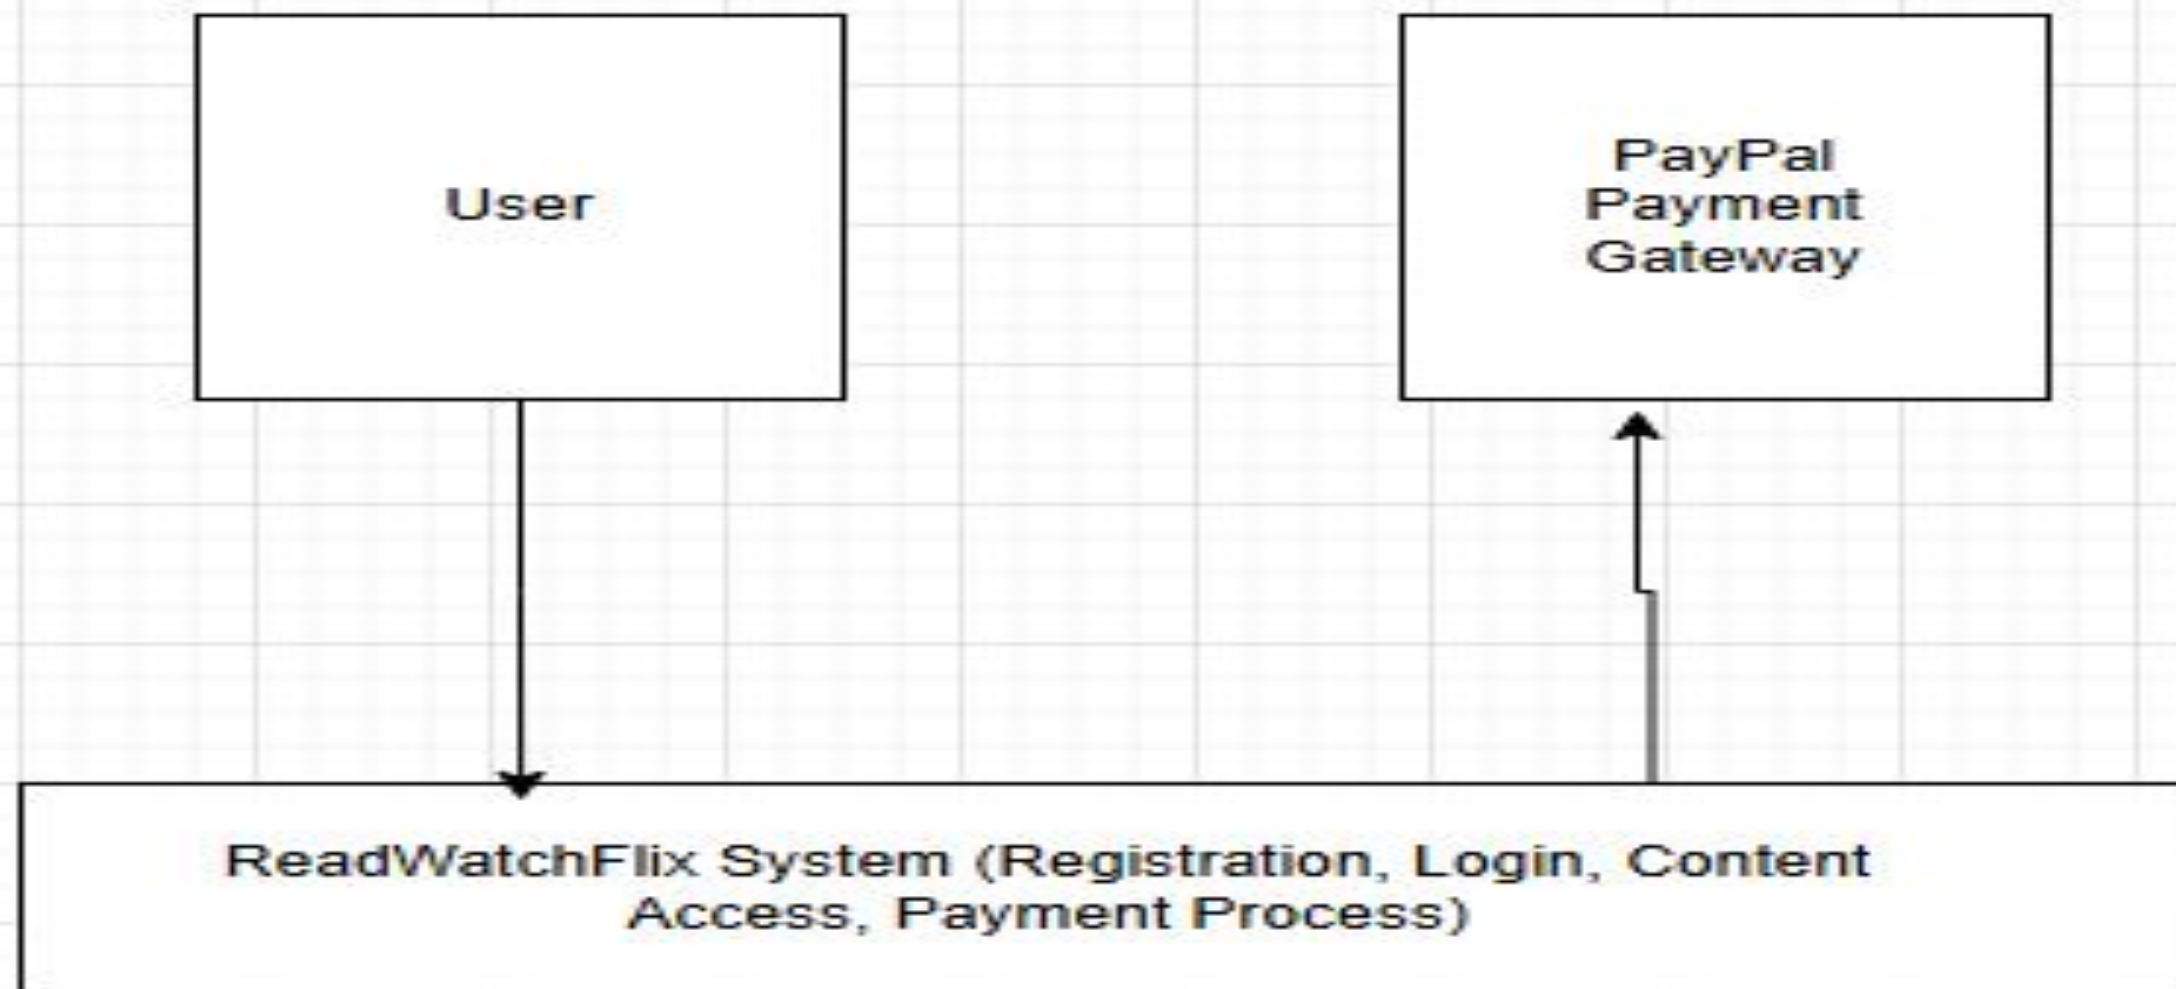 User
PayPal
Payment
Gateway
ReadWatchFlix System (Registration, Login, Content
Access, Payment Process)